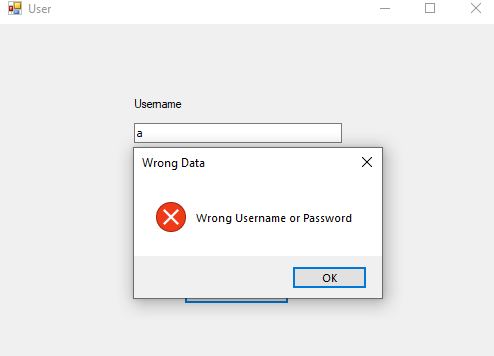 User
Username
a
Wrong Data
Wrong Username or Password
OK